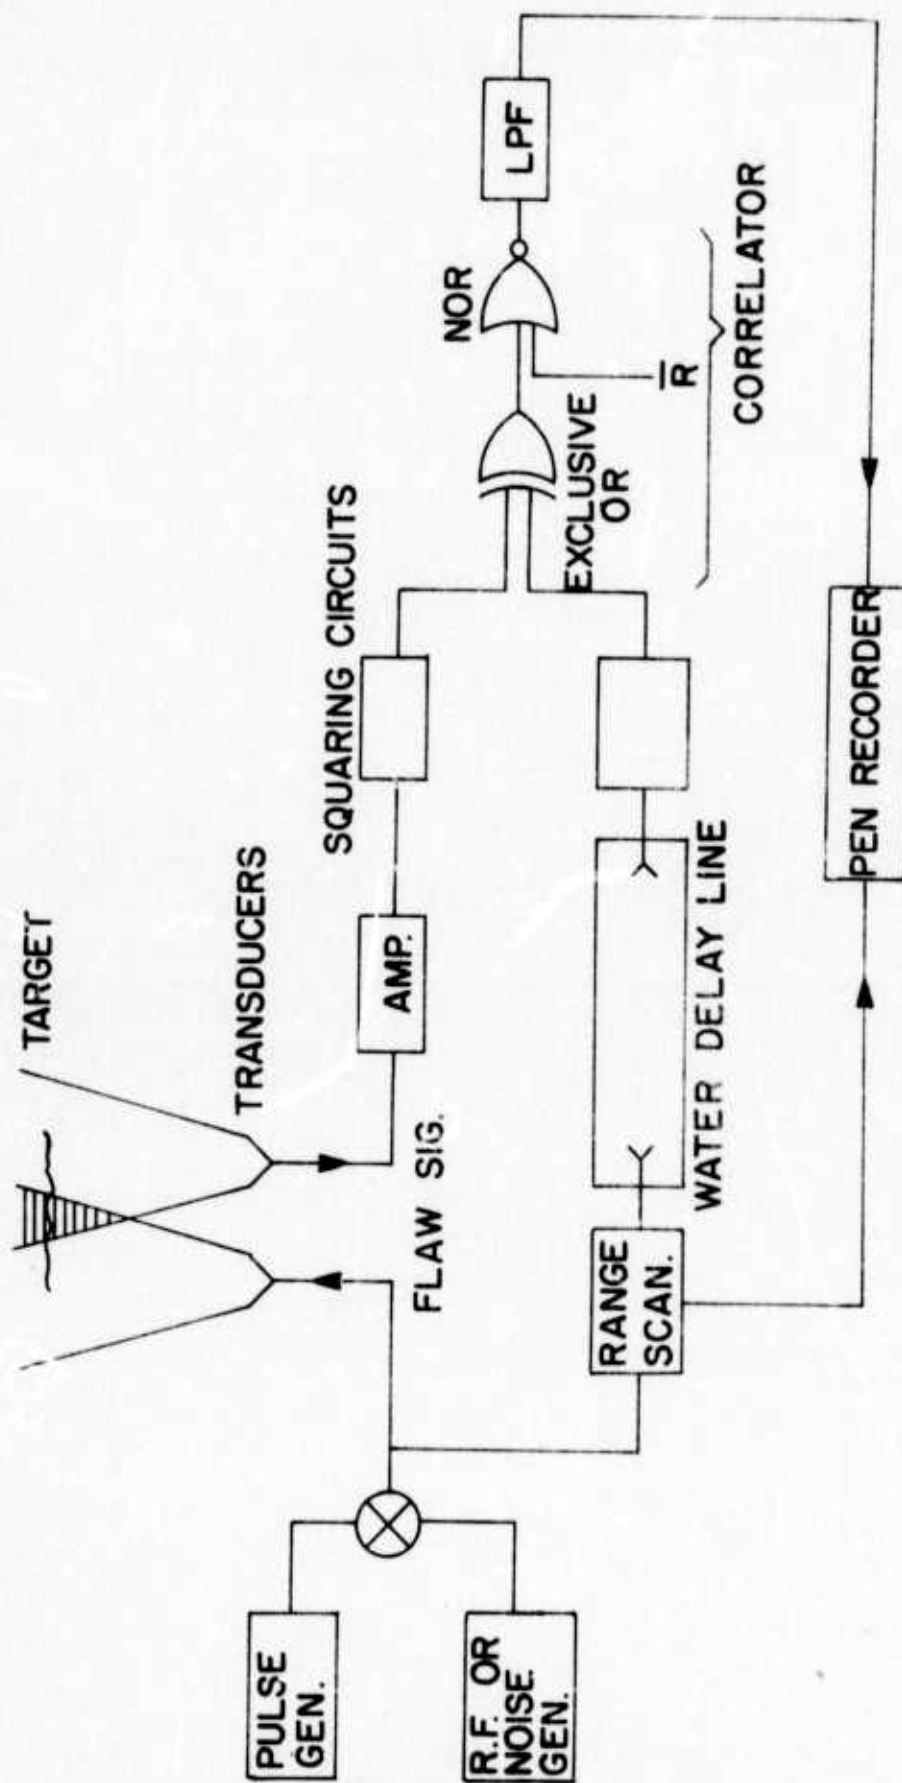 TARGET
TRANSDUCERS
SQUARING CIRCUITS
PULSE
GEN.
R.F. OR
NOISE
GEN.
FLAW SIG.
AMP.
RANGE
SCAN.
WATER DELAY LINE
EXCLUSIVE
OR
NOR
R̅
LPF
CORRELATOR
PEN RECORDER